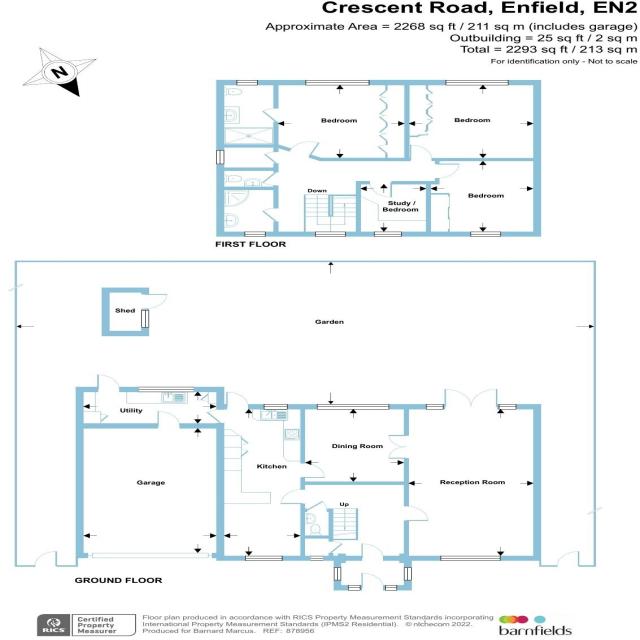 Crescent Road, Enfield, EN2
Approximate Area = 2268 sq ft / 211 sq m (includes garage)
Outbuilding = 25 sq ft / 2 sq m
Total = 2293 sq ft / 213 sq m
For identification only - Not to scale
N
Bedroom
Bedroom
Down
Study /
Bedroom
Bedroom
FIRST FLOOR
Shed
Garden
Utility
Dining Room
Kitchen
Garage
Reception Room
Up
GROUND FLOOR
RICS
Certified
Property
Measurer
Floor plan produced in accordance with RICS Property Measurement Standards incorporating
International Property Measurement Standards (IPMS2 Residential). © nichecom 2022.
Produced for Barnard Marcus. REF: 878956
barnfields